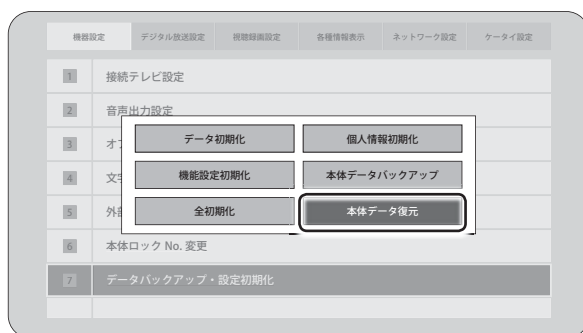 機器設定 デジタル放送設定 視聴録画設定 各種情報表示 ネットワーク設定 ケータイ設定
1 接続テレビ設定
2 音声出力設定
3 オ
4 文字
5 外部
データ初期化 個人情報初期化
機能設定初期化 本体データバックアップ
全初期化 本体データ復元
6 本体ロック No. 変更
7 データバックアップ・設定初期化